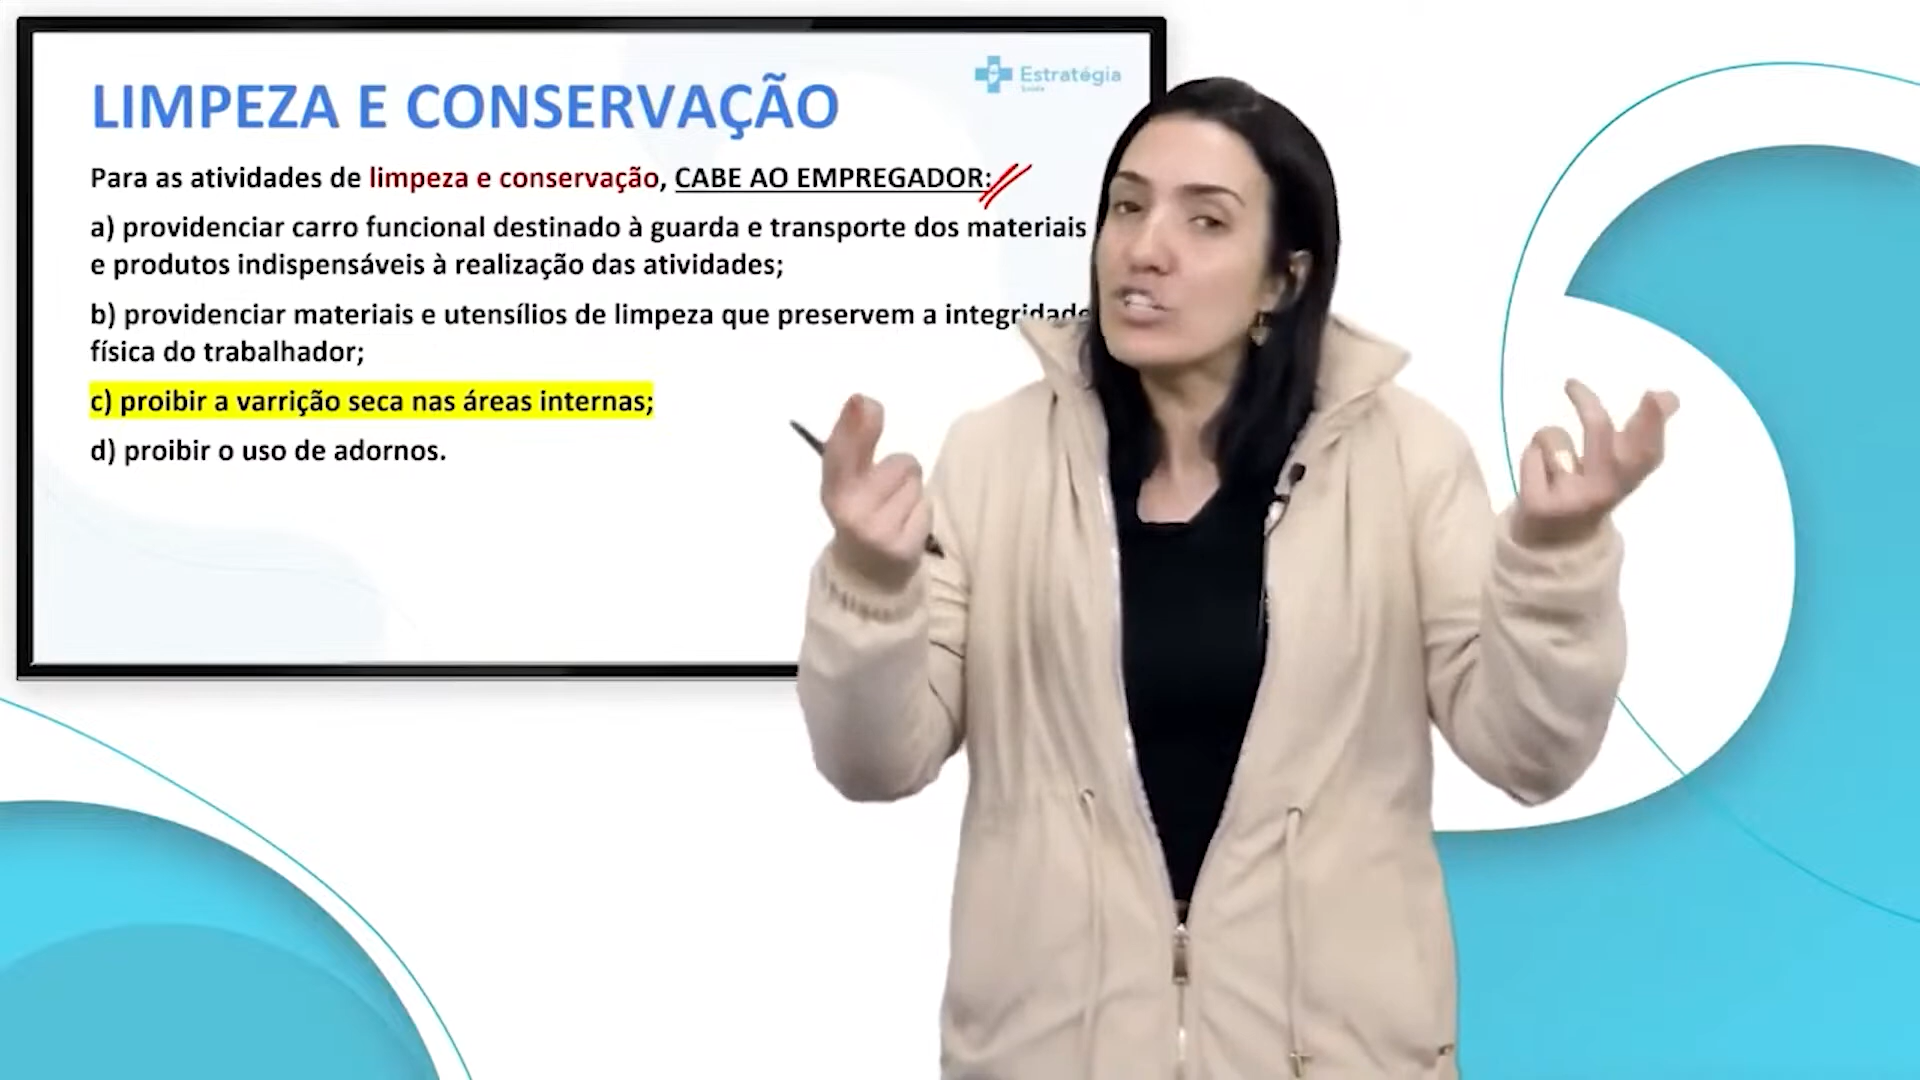 Estratégia
LIMPEZA E CONSERVAÇÃO
Para as atividades de limpeza e conservação, CABE AO EMPREGADOR:
a) providenciar carro funcional destinado à guarda e transporte dos materiais
e produtos indispensáveis à realização das atividades;
b) providenciar materiais e utensílios de limpeza que preservem a integridade
física do trabalhador;
c) proibir a varrição seca nas áreas internas;
d) proibir o uso de adornos.